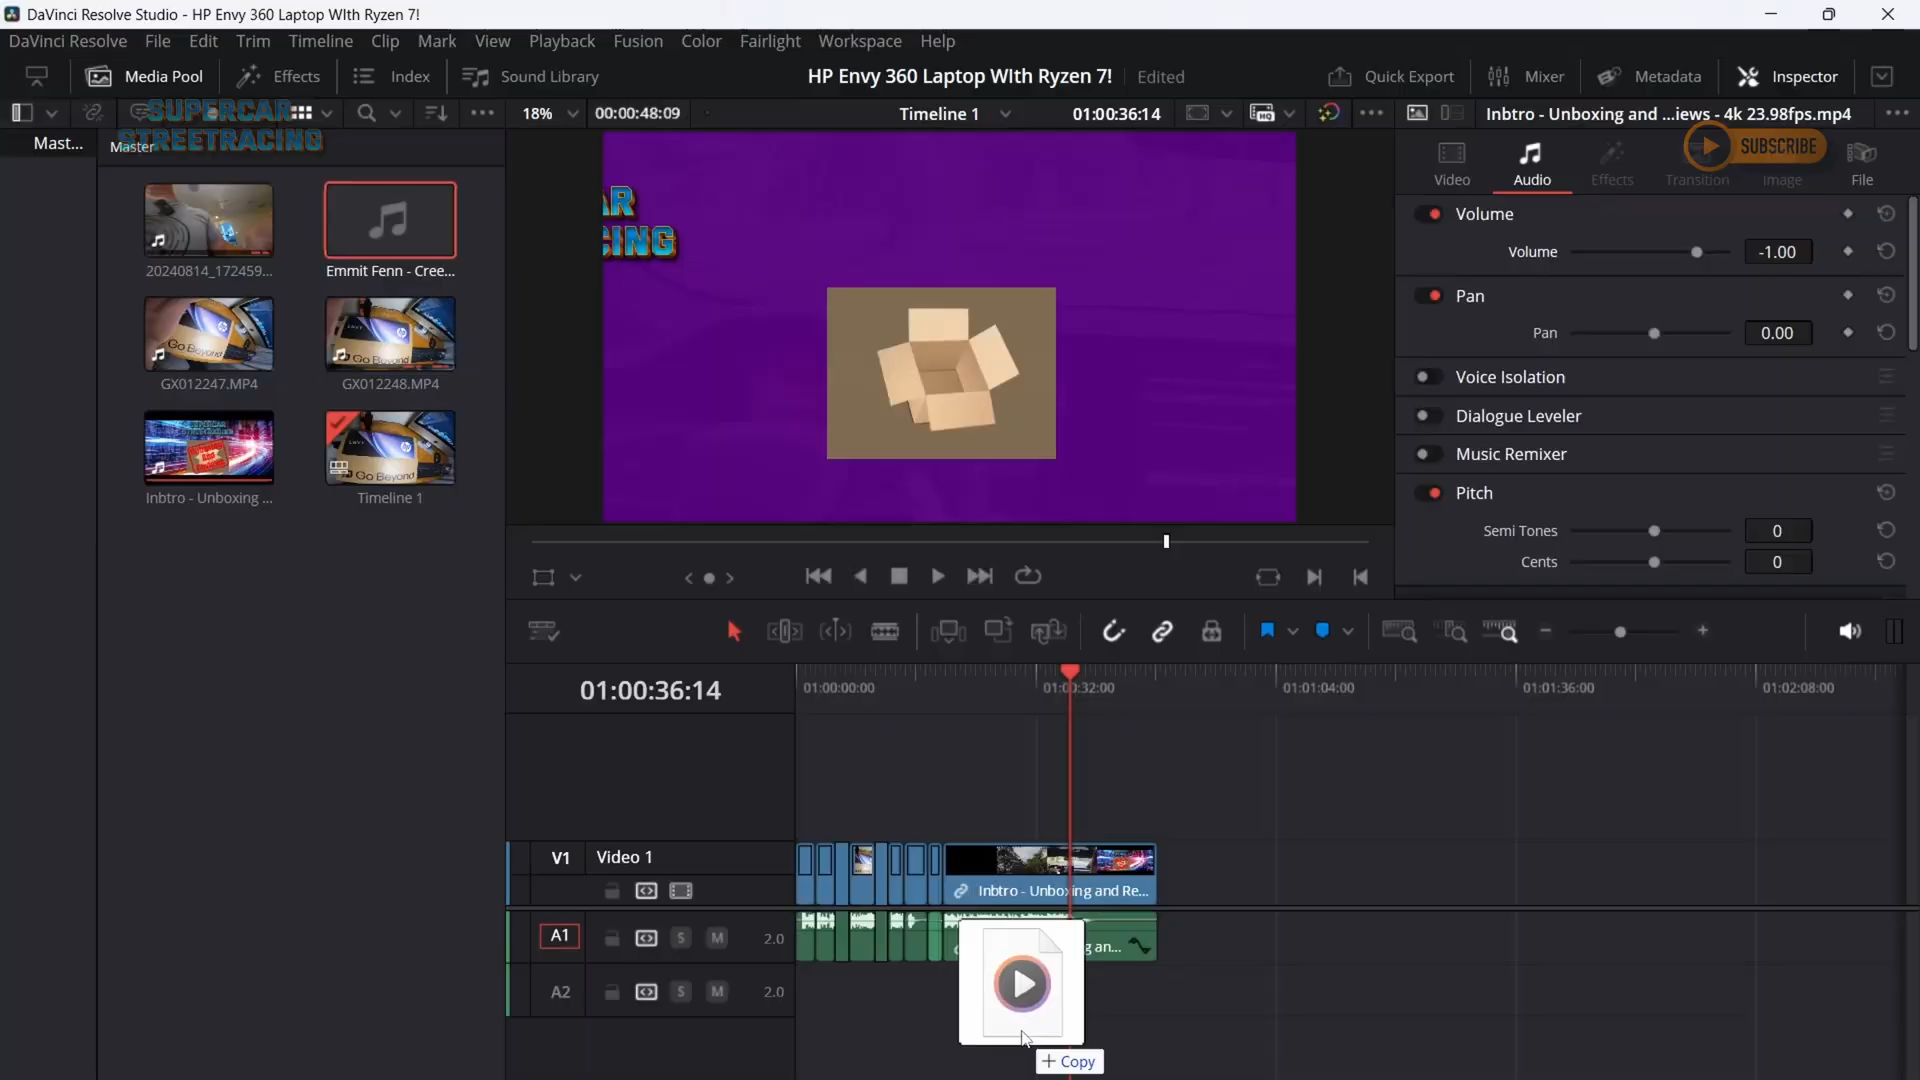 DaVinci Resolve Studio - HP Envy 360 Laptop WIth Ryzen 7!
DaVinci Resolve File Edit Trim Timeline Clip Mark View Playback Fusion Color Fairlight Workspace Help
Media Pool Effects Index Sound Library HP Envy 360 Laptop WIth Ryzen 7! Edited Quick Export Mixer Metadata Inspector
18% 00:00:48:09 Timeline 1 01:00:36:14 Inbtro - Unboxing and ...iews - 4k 23.98fps.mp4
SUPERCAR
STREETRACING
Mast... Master
SUBSCRIBE
Video Audio Effects Transition Image File
20240814_172459...
Emmit Fenn - Cree...
GX012247.MP4
GX012248.MP4
Inbtro - Unboxing ...
Timeline 1
AR
CING
Volume
Volume -1.00
Pan
Pan 0.00
Voice Isolation
Dialogue Leveler
Music Remixer
Pitch
Semi Tones 0
Cents 0
01:00:36:14
01:00:00:00 01:00:32:00 01:01:04:00 01:01:36:00 01:02:08:00
V1 Video 1
Inbtro - Unboxing and Re...
A1 S M 2.0
g an...
A2 S M 2.0
+ Copy